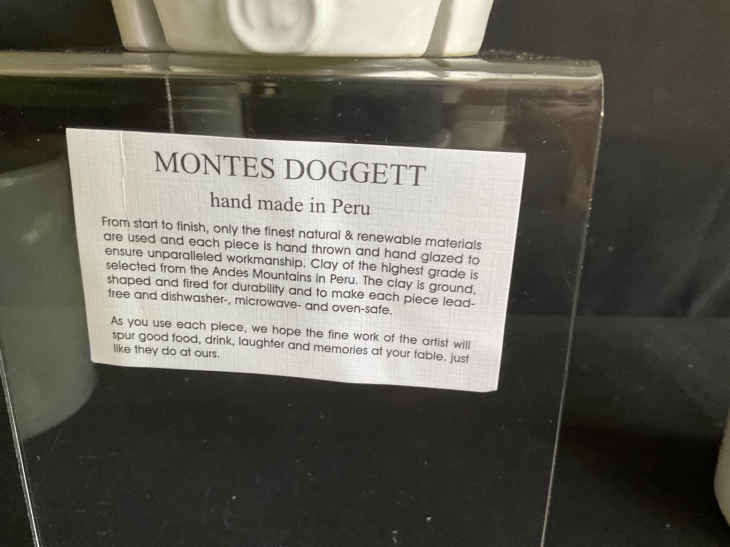 MONTES DOGGETT
hand made in Peru
From start to finish, only the finest natural & renewable materials
are used and each piece is hand thrown and hand glazed to
ensure unparalleled workmanship. Clay of the highest grade is
selected from the Andes Mountains in Peru. The clay is ground,
shaped and fired for durability and to make each piece lead-
free and dishwasher-, microwave- and oven-safe.
As you use each piece, we hope the fine work of the artist will
spur good food, drink, laughter and memories at your table, just
like they do at ours.